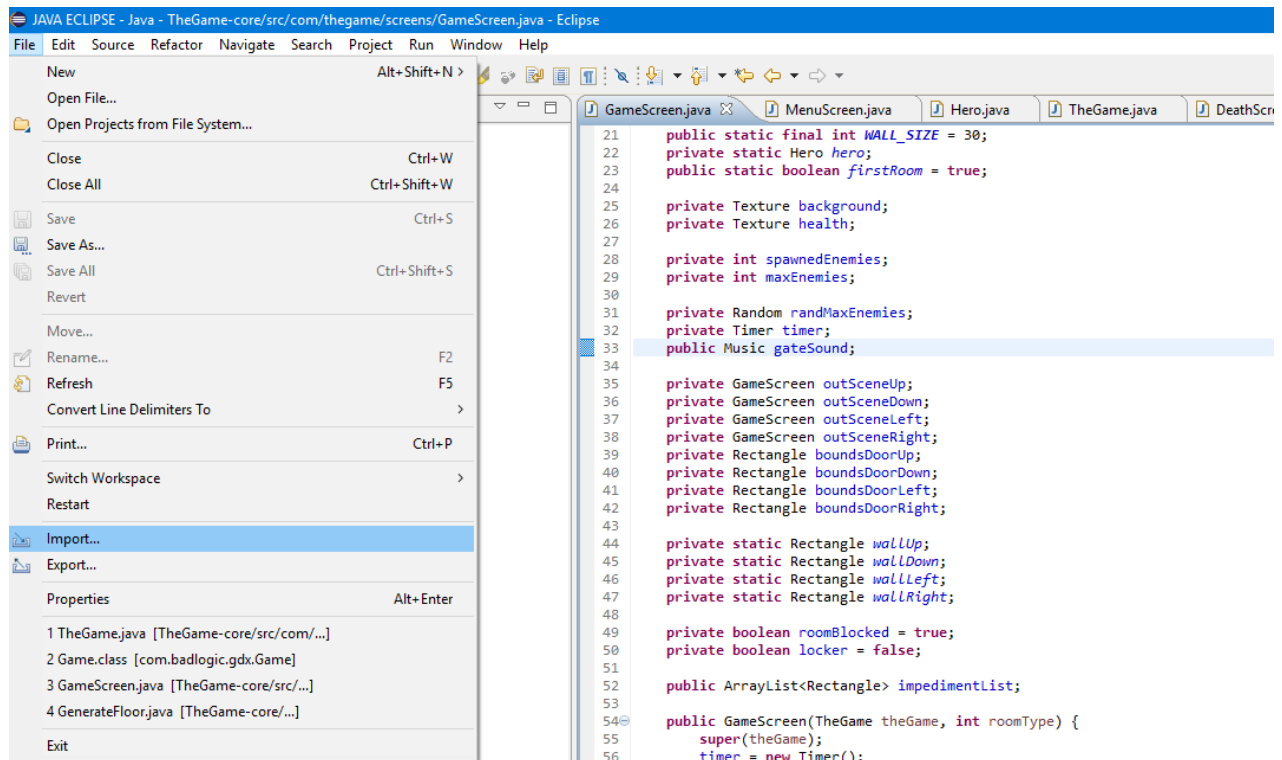 JAVA ECLIPSE - Java - TheGame-core/src/com/thegame/screens/GameScreen.java - Eclipse
File Edit Source Refactor Navigate Search Project Run Window Help
New Alt+Shift+N >
Open File...
Open Projects from File System...
Close Ctrl+W
Close All Ctrl+Shift+W
Save Ctrl+S
Save As...
Save All Ctrl+Shift+S
Revert
Move...
Rename... F2
Refresh F5
Convert Line Delimiters To >
Print... Ctrl+P
Switch Workspace >
Restart
Import...
Export...
Properties Alt+Enter
1 TheGame.java [TheGame-core/src/com/...]
2 Game.class [com.badlogic.gdx.Game]
3 GameScreen.java [TheGame-core/src/...]
4 GenerateFloor.java [TheGame-core/...]
Exit
GameScreen.java MenuScreen.java Hero.java TheGame.java DeathScre
21 public static final int WALL_SIZE = 30;
22 private static Hero hero;
23 public static boolean firstRoom = true;
24
25 private Texture background;
26 private Texture health;
27
28 private int spawnedEnemies;
29 private int maxEnemies;
30
31 private Random randMaxEnemies;
32 private Timer timer;
33 public Music gateSound;
34
35 private GameScreen outSceneUp;
36 private GameScreen outSceneDown;
37 private GameScreen outSceneLeft;
38 private GameScreen outSceneRight;
39 private Rectangle boundsDoorUp;
40 private Rectangle boundsDoorDown;
41 private Rectangle boundsDoorLeft;
42 private Rectangle boundsDoorRight;
43
44 private static Rectangle wallUp;
45 private static Rectangle wallDown;
46 private static Rectangle wallLeft;
47 private static Rectangle wallRight;
48
49 private boolean roomBlocked = true;
50 private boolean locker = false;
51
52 public ArrayList<Rectangle> impedimentList;
53
54 public GameScreen(TheGame theGame, int roomType) {
55 super(theGame);
56 timer = new Timer();